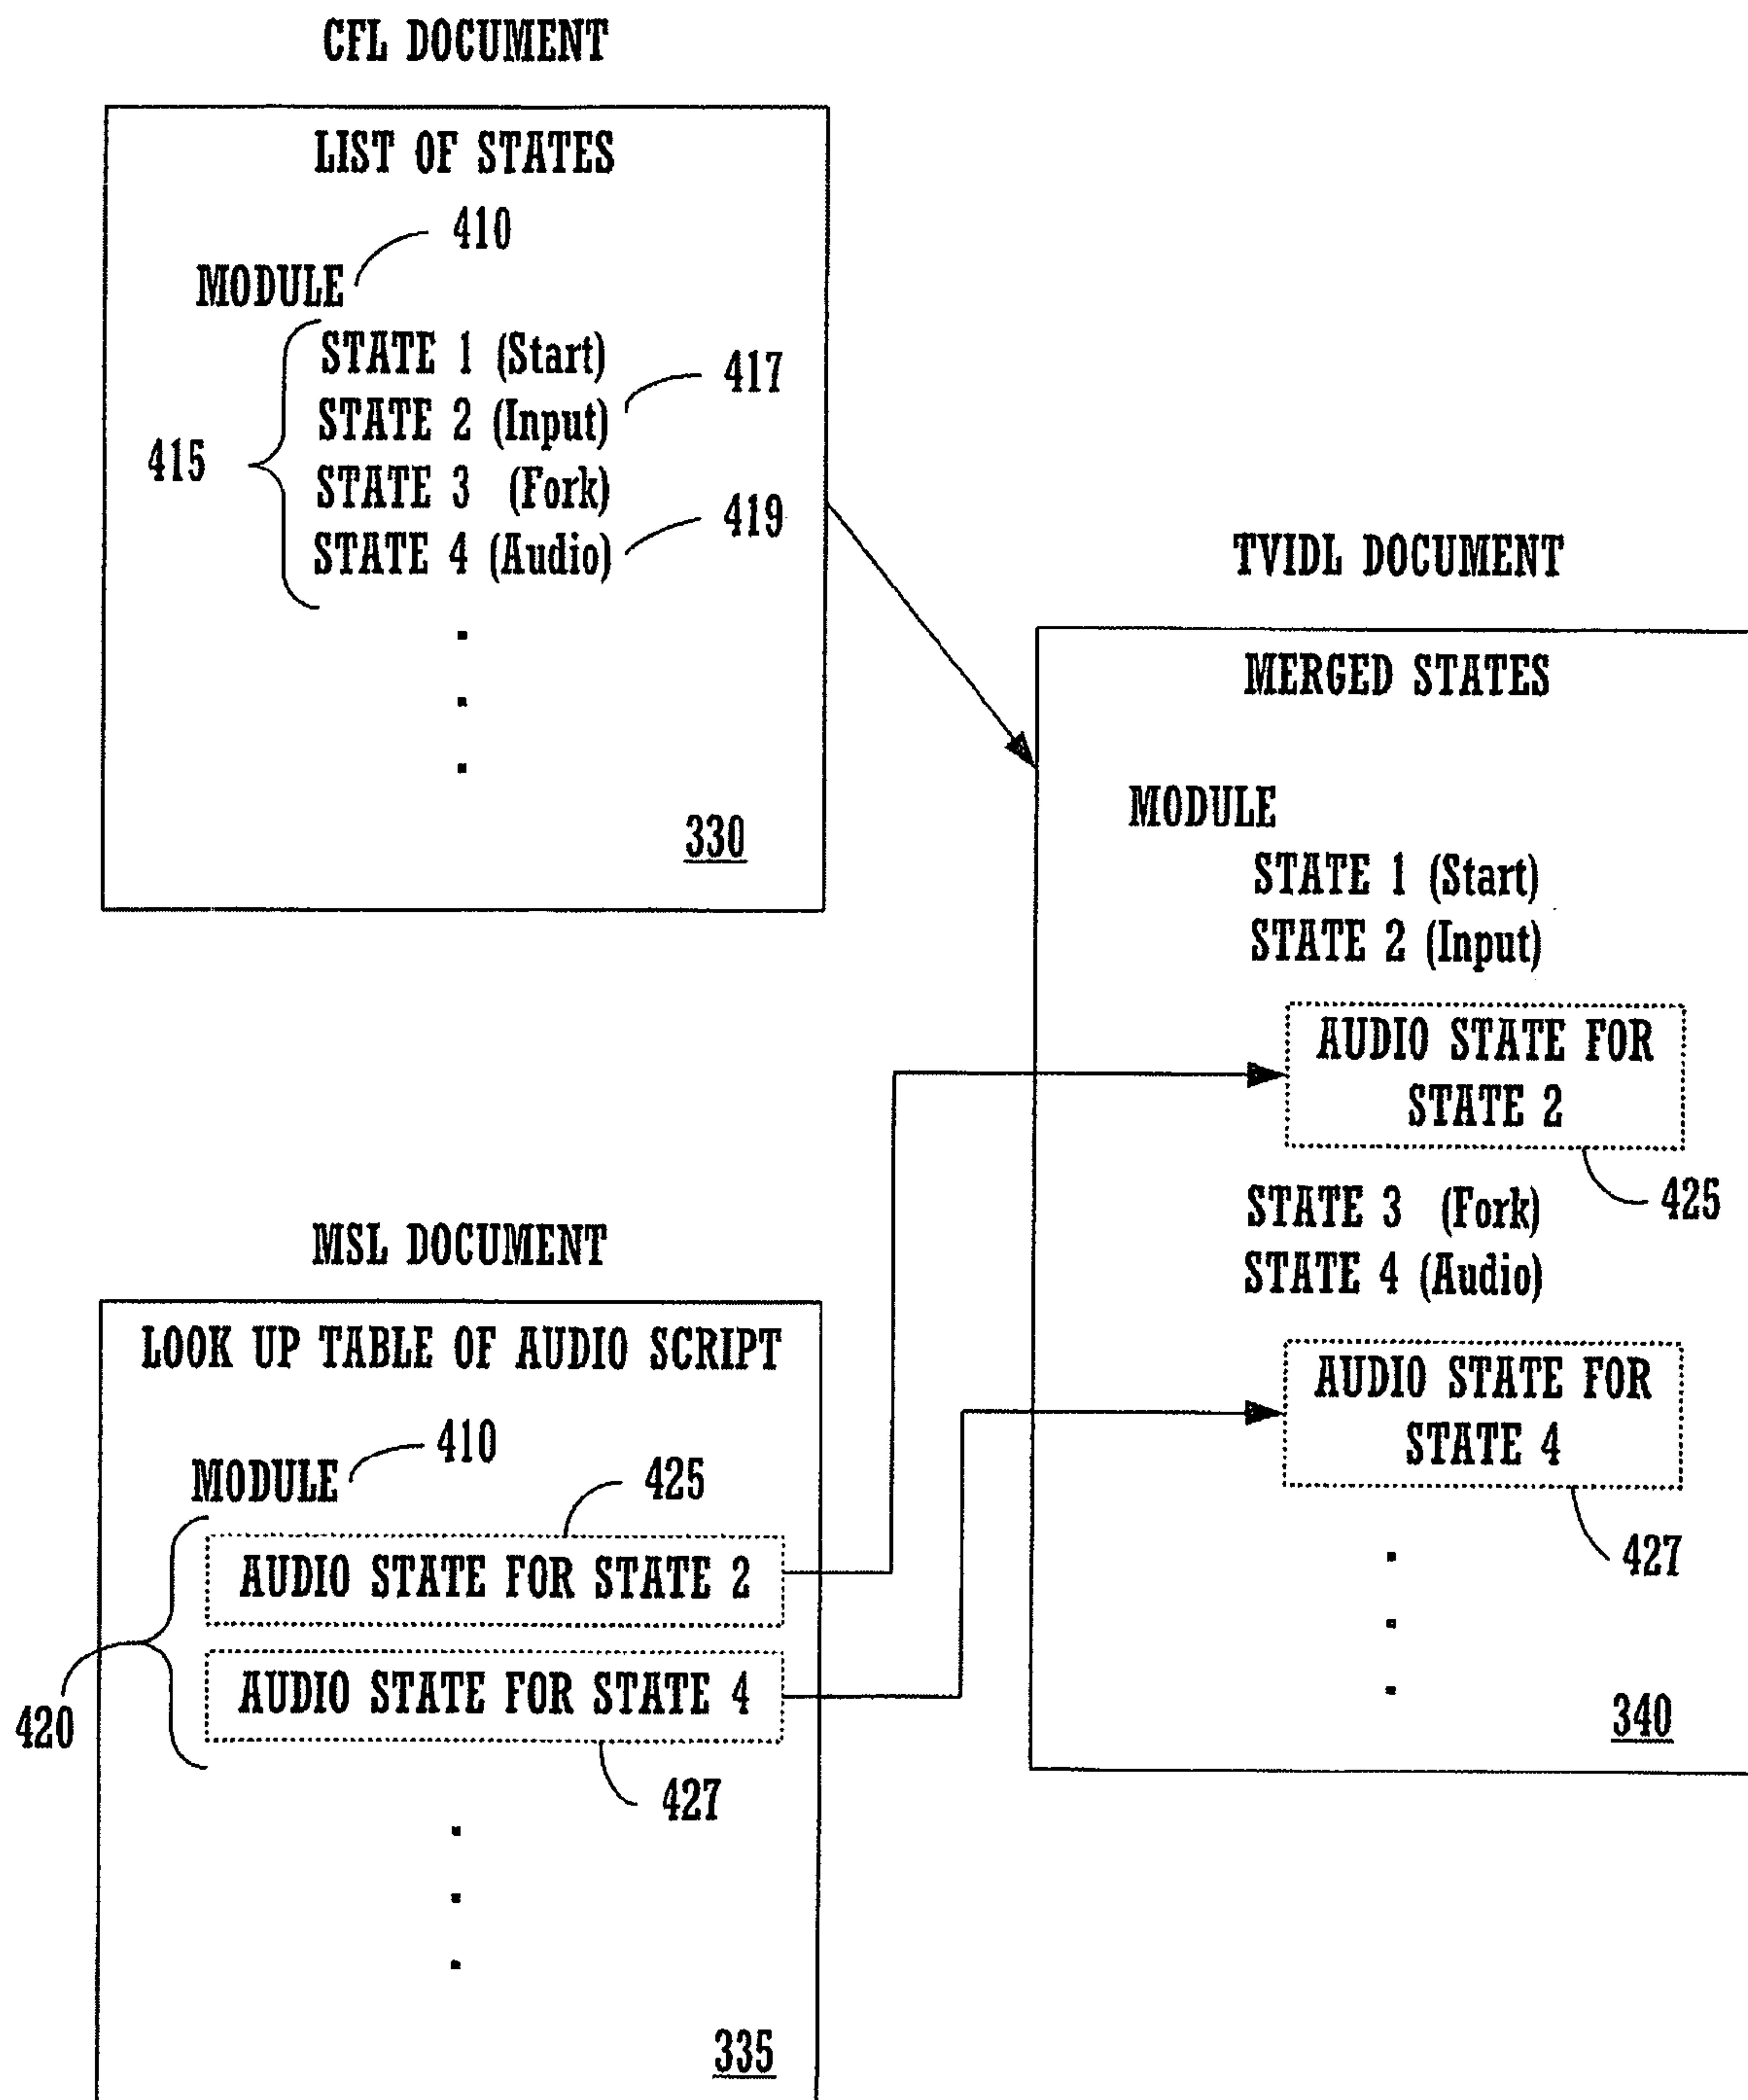 CFL DOCUMENT
LIST OF STATES
410
MODULE
STATE 1 (Start)
417
STATE 2 (Input)
415
STATE 3 (Fork)
419
STATE 4 (Audio)
330
TVIDL DOCUMENT
MERGED STATES
MODULE
STATE 1 (Start)
STATE 2 (Input)
AUDIO STATE FOR
STATE 2
425
STATE 3 (Fork)
STATE 4 (Audio)
AUDIO STATE FOR
STATE 4
427
340
MSL DOCUMENT
LOOK UP TABLE OF AUDIO SCRIPT
410
MODULE
425
AUDIO STATE FOR STATE 2
AUDIO STATE FOR STATE 4
420
427
335